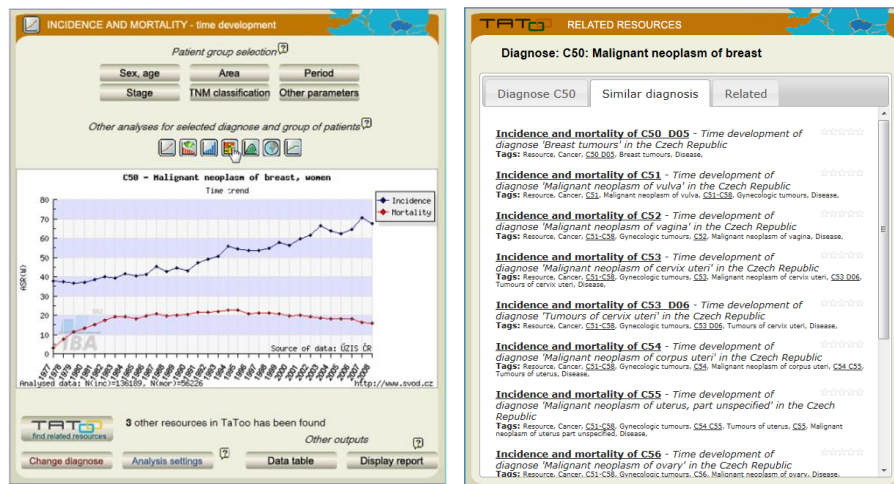 INCIDENCE AND MORTALITY - time development
Patient group selection ?
Sex, age
Area
Period
Stage
TNM classification
Other parameters
Other analyses for selected diagnose and group of patients ?
C50 - Malignant neoplasm of breast, women
Time trend
Incidence
Mortality
ASR(W)
80
70
60
50
40
30
20
10
0
IBA
Source of data: ÚZIS ČR
1977 1978 1979 1980 1981 1982 1983 1984 1985 1986 1987 1988 1989 1990 1991 1992 1993 1994 1995 1996 1997 1998 1999 2000 2001 2002 2003 2004 2005 2006 2007 2008
Analysed data: N(inc)=136189, N(mor)=56226
http://www.svod.cz
TATOO
find related resources
3 other resources in TaToo has been found
Other outputs ?
Change diagnose
Analysis settings ?
Data table
Display report
TATOO
RELATED RESOURCES
Diagnose: C50: Malignant neoplasm of breast
Diagnose C50
Similar diagnosis
Related
Incidence and mortality of C50_D05 - Time development of
diagnose 'Breast tumours' in the Czech Republic
Tags: Resource, Cancer, C50 D05, Breast tumours, Disease,
Incidence and mortality of C51 - Time development of
diagnose 'Malignant neoplasm of vulva' in the Czech Republic
Tags: Resource, Cancer, C51, Malignant neoplasm of vulva, C51-C58, Gynecologic tumours, Disease,
Incidence and mortality of C52 - Time development of
diagnose 'Malignant neoplasm of vagina' in the Czech Republic
Tags: Resource, Cancer, C51-C58, Gynecologic tumours, C52, Malignant neoplasm of vagina, Disease,
Incidence and mortality of C53 - Time development of
diagnose 'Malignant neoplasm of cervix uteri' in the Czech Republic
Tags: Resource, Cancer, C51-C58, Gynecologic tumours, C53, Malignant neoplasm of cervix uteri, C53 D06,
Tumours of cervix uteri, Disease,
Incidence and mortality of C53_D06 - Time development of
diagnose 'Tumours of cervix uteri' in the Czech Republic
Tags: Resource, Cancer, C51-C58, Gynecologic tumours, C53 D06, Tumours of cervix uteri, Disease,
Incidence and mortality of C54 - Time development of
diagnose 'Malignant neoplasm of corpus uteri' in the Czech Republic
Tags: Resource, Cancer, C51-C58, Gynecologic tumours, C54, Malignant neoplasm of corpus uteri, C54 C55,
Tumours of uterus, Disease,
Incidence and mortality of C55 - Time development of
diagnose 'Malignant neoplasm of uterus, part unspecified' in the Czech
Republic
Tags: Resource, Cancer, C51-C58, Gynecologic tumours, C54 C55, Tumours of uterus, C55, Malignant
neoplasm of uterus part unspecified, Disease,
Incidence and mortality of C56 - Time development of
diagnose 'Malignant neoplasm of ovary' in the Czech Republic
Tags: Resource, Cancer, C51-C58, Gynecologic tumours, C56, Malignant neoplasm of ovary, Disease,